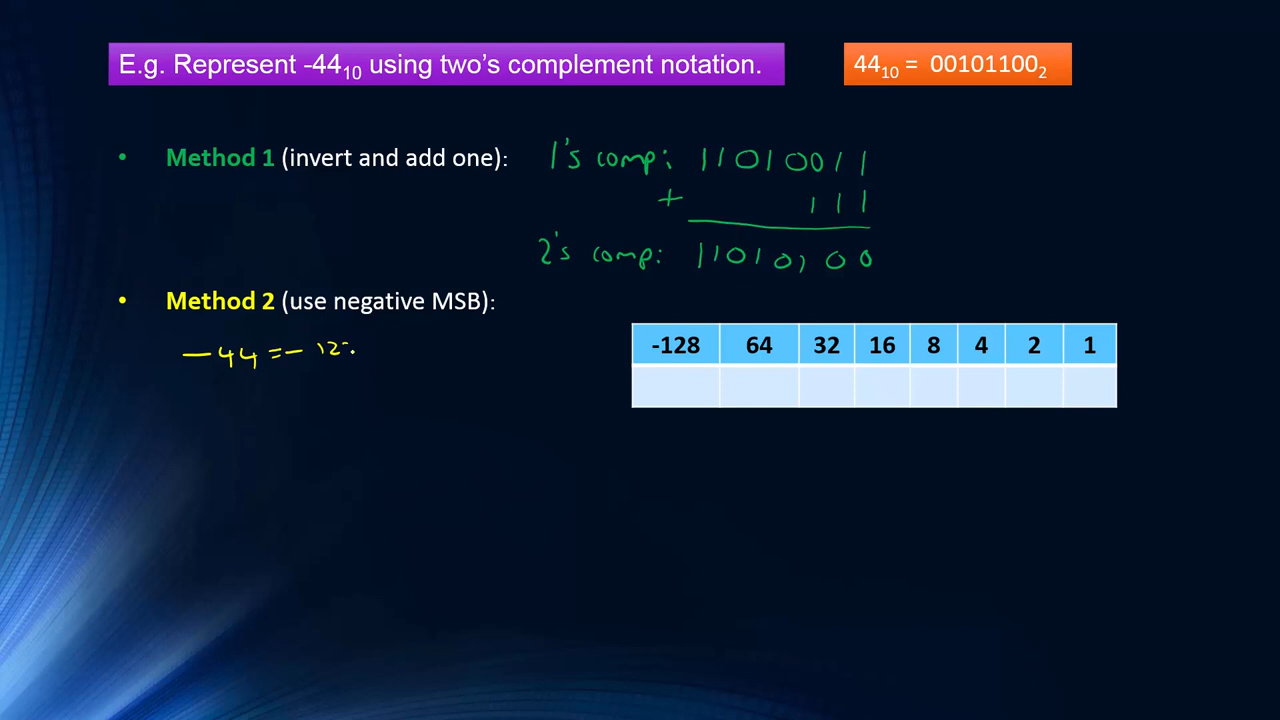 E.g. Represent -44₁₀ using two’s complement notation.
44₁₀ = 00101100₂
• Method 1 (invert and add one):
1's comp: 11010011
+ 111
2's comp: 11010100
• Method 2 (use negative MSB):
-128 64 32 16 8 4 2 1
-44 = - 12